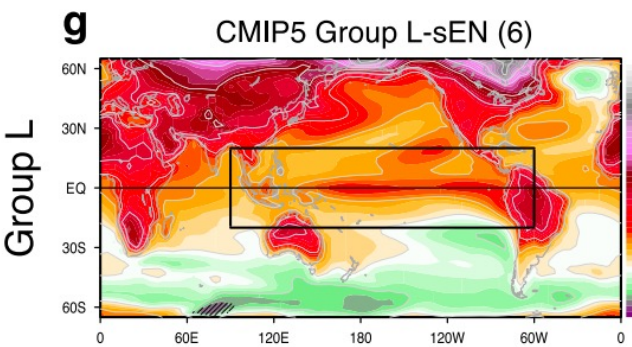 g
CMIP5 Group L-sEN (6)
Group L
60N
30N
EQ
30S
60S
0 60E 120E 180 120W 60W 0